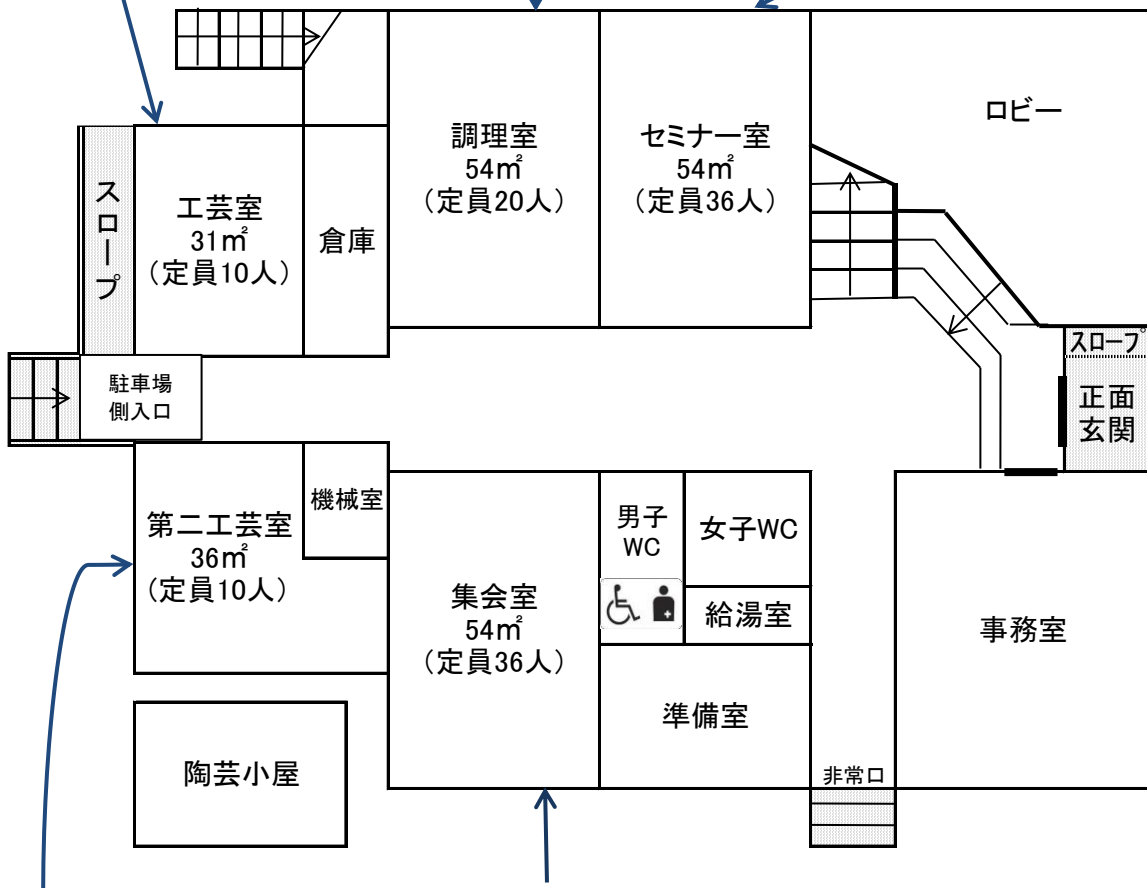 ロビー
調理室
54㎡
（定員20人）
セミナー室
54㎡
（定員36人）
スロープ
工芸室
31㎡
（定員10人）
倉庫
スロープ
正面
玄関
駐車場
側入口
第二工芸室
36㎡
（定員10人）
機械室
集会室
54㎡
（定員36人）
男子
WC
女子WC
給湯室
事務室
準備室
陶芸小屋
非常口